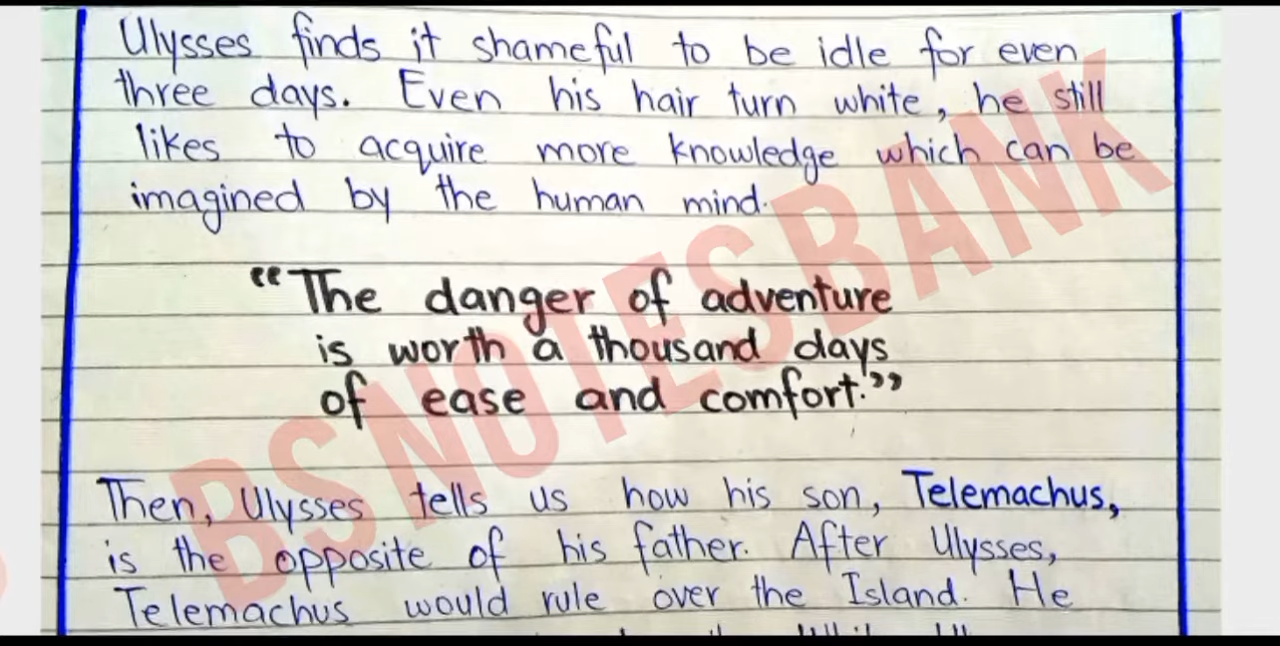 Ulysses finds it shameful to be idle for even
three days. Even his hair turn white, he still
likes to acquire more knowledge which can be
imagined by the human mind.
“The danger of adventure
is worth a thousand days
of ease and comfort.”
Then, Ulysses tells us how his son, Telemachus,
is the opposite of his father. After Ulysses,
Telemachus would rule over the Island. He
BSNOTESBANK